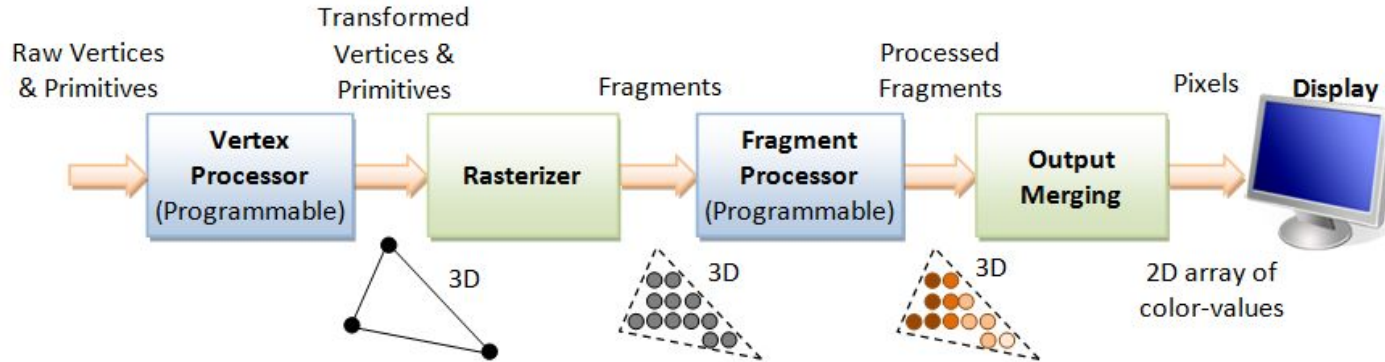 Raw Vertices
& Primitives
Transformed
Vertices &
Primitives
Fragments
Processed
Fragments
Pixels
Display
Vertex
Processor
(Programmable)
Rasterizer
Fragment
Processor
(Programmable)
Output
Merging
3D
3D
3D
2D array of
color-values